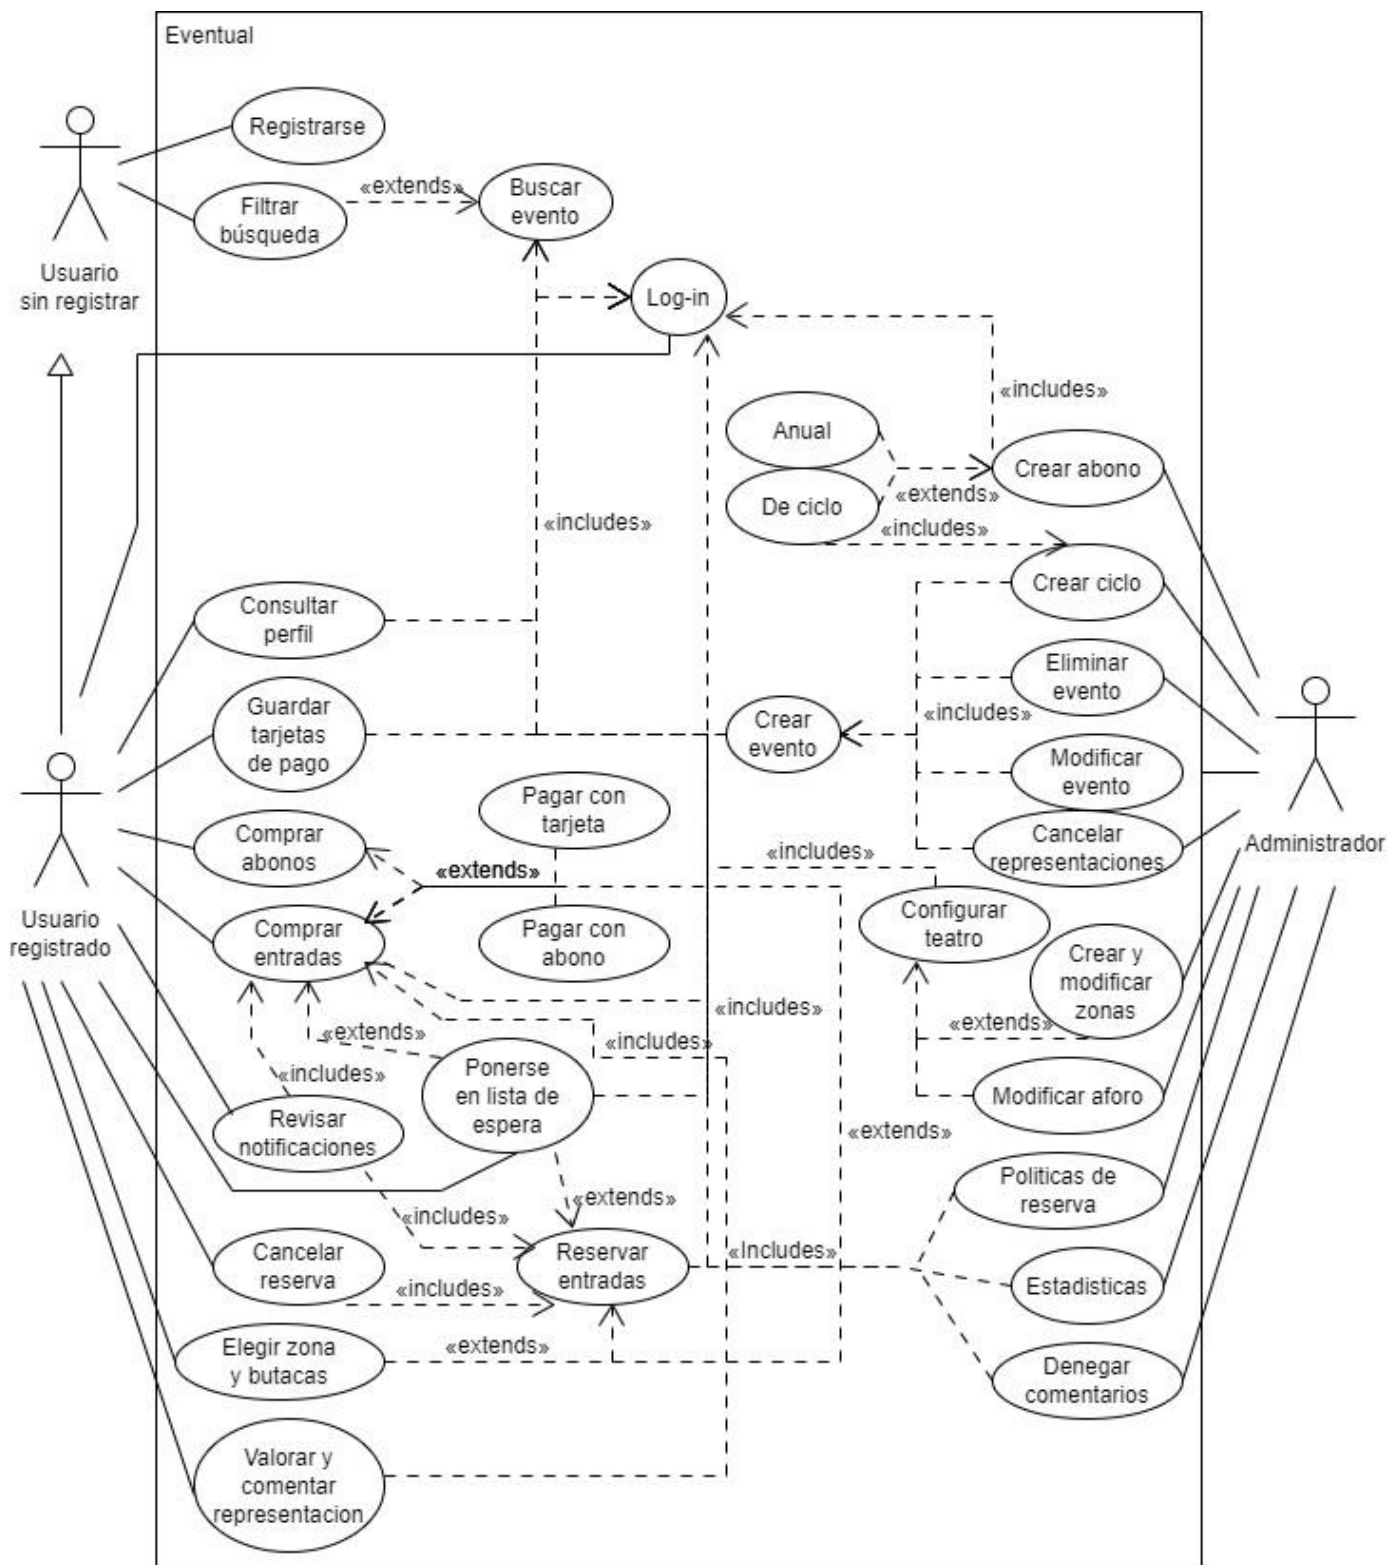 Eventual
Registrarse
«extends»
Buscar
evento
Filtrar
búsqueda
Usuario
sin registrar
Log-in
«includes»
Anual
Crear abono
«extends»
De ciclo
«includes»
«includes»
Crear ciclo
Consultar
perfil
Eliminar
evento
Guardar
tarjetas
de pago
Crear
evento
«includes»
Modificar
evento
Pagar con
tarjeta
Comprar
abonos
Cancelar
representaciones
Administrador
«includes»
«extends»
Usuario
registrado
Comprar
entradas
Pagar con
abono
Configurar
teatro
Crear y
modificar
zonas
«includes»
«extends»
«extends»
«includes»
«includes»
Ponerse
en lista de
espera
Modificar aforo
Revisar
notificaciones
«extends»
Politicas de
reserva
«extends»
«includes»
Cancelar
reserva
Reservar
entradas
«Includes»
Estadisticas
«includes»
Elegir zona
y butacas
«extends»
Denegar
comentarios
Valorar y
comentar
representacion